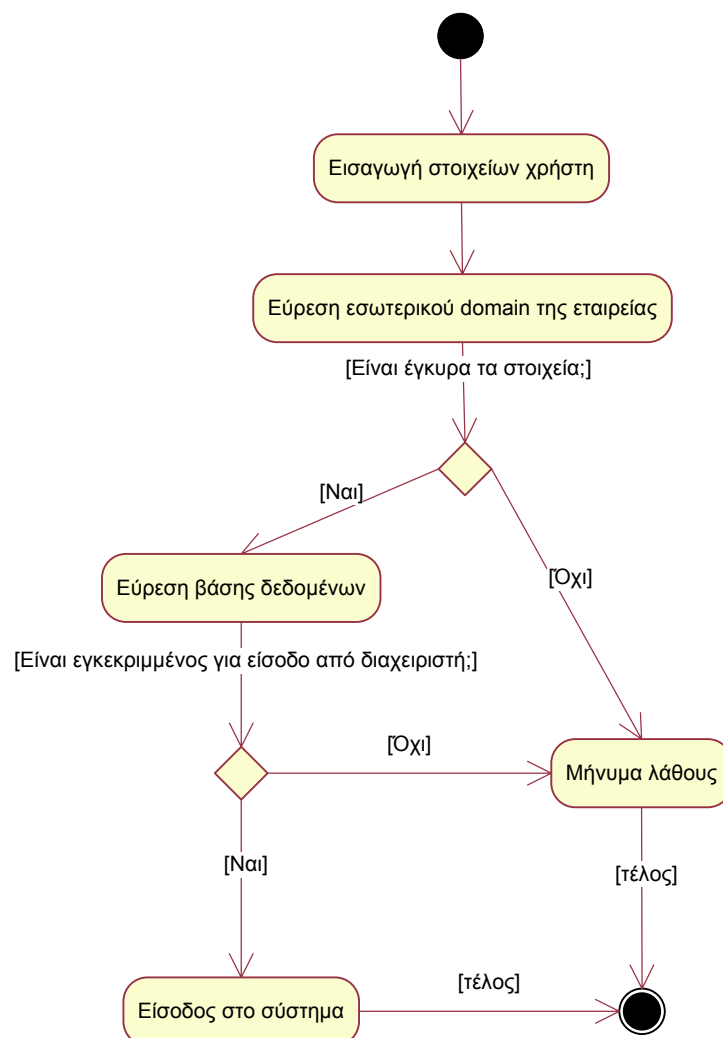 Εισαγωγή στοιχείων χρήστη
Εύρεση εσωτερικού domain της εταιρείας
[Είναι έγκυρα τα στοιχεία;]
[Ναι]
[Όχι]
Εύρεση βάσης δεδομένων
[Είναι εγκεκριμμένος για είσοδο από διαχειριστή;]
[Όχι]
Μήνυμα λάθους
[Ναι]
[τέλος]
Είσοδος στο σύστημα
[τέλος]